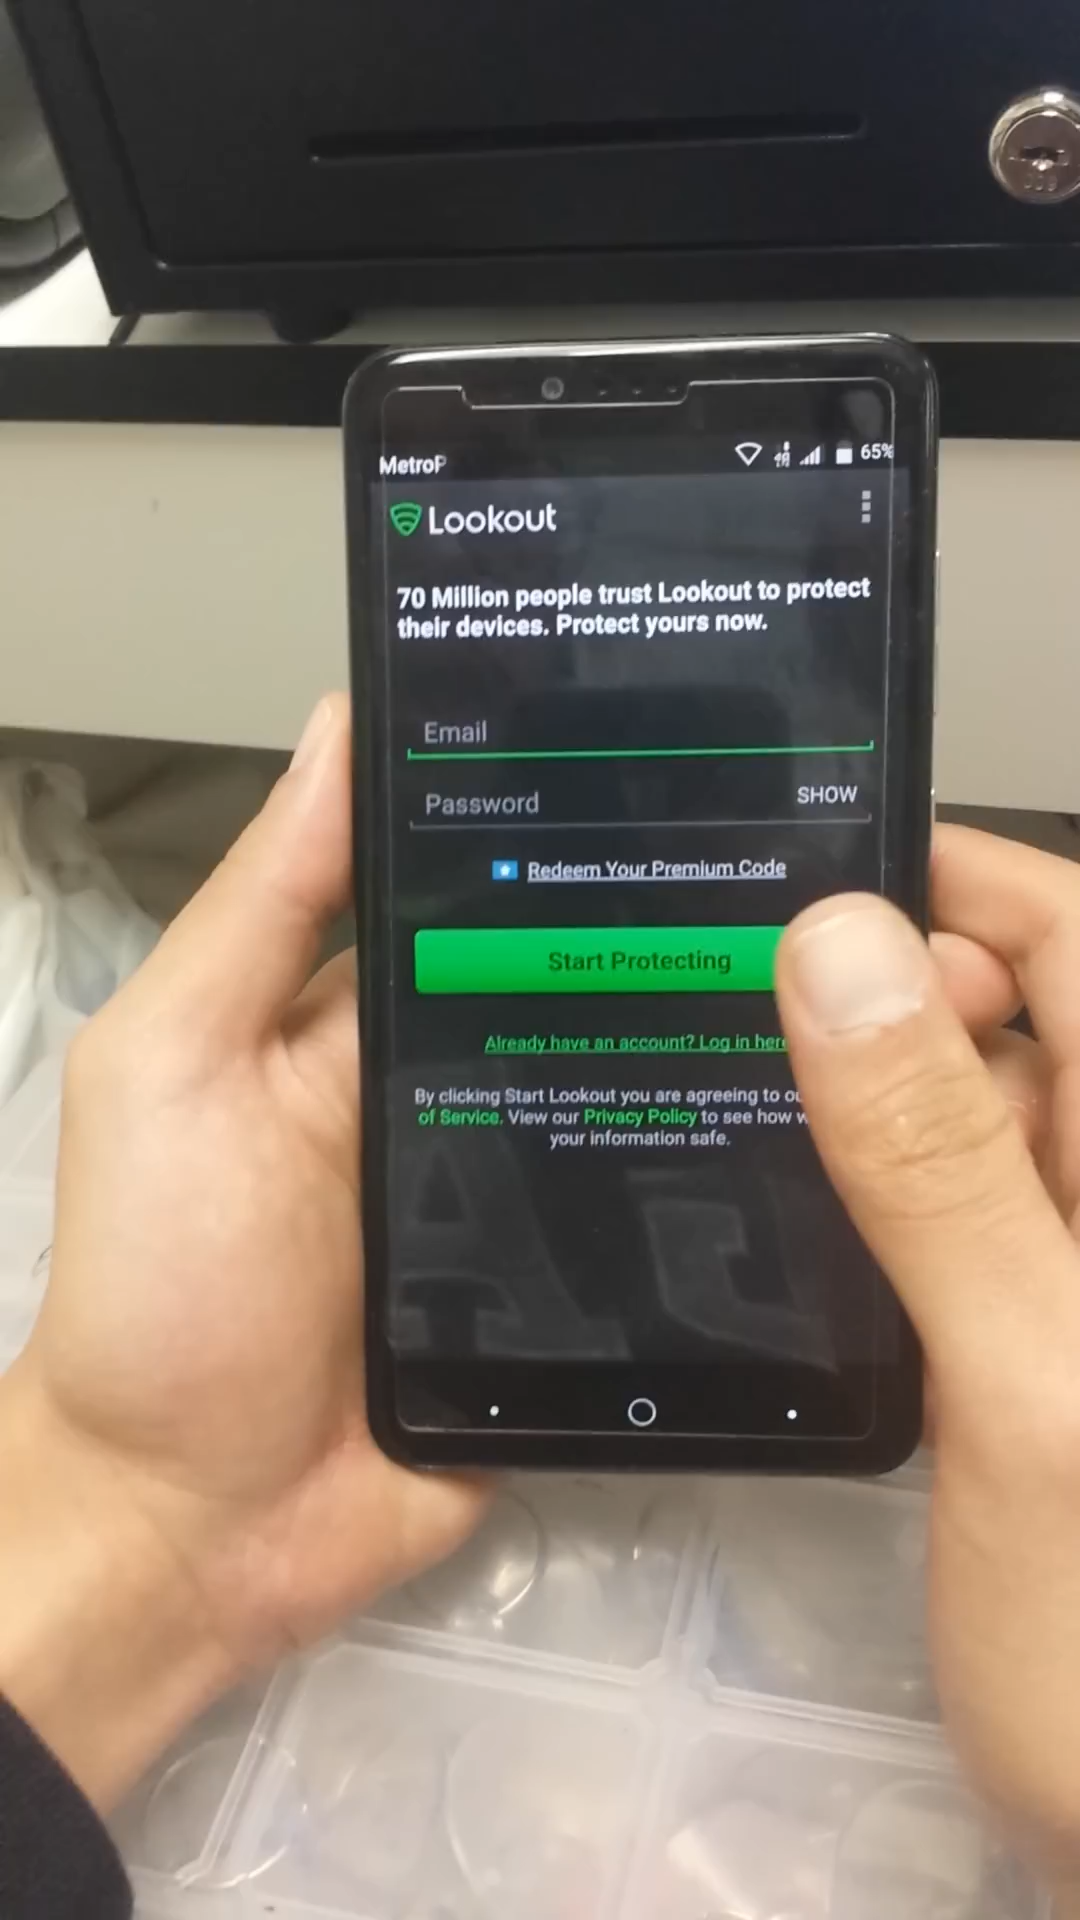 MetroP
65%
Lookout
70 Million people trust Lookout to protect
their devices. Protect yours now.
Email
Password
SHOW
Redeem Your Premium Code
Start Protecting
Already have an account? Log in here
By clicking Start Lookout you are agreeing to
of Service. View our Privacy Policy to see how
your information safe.